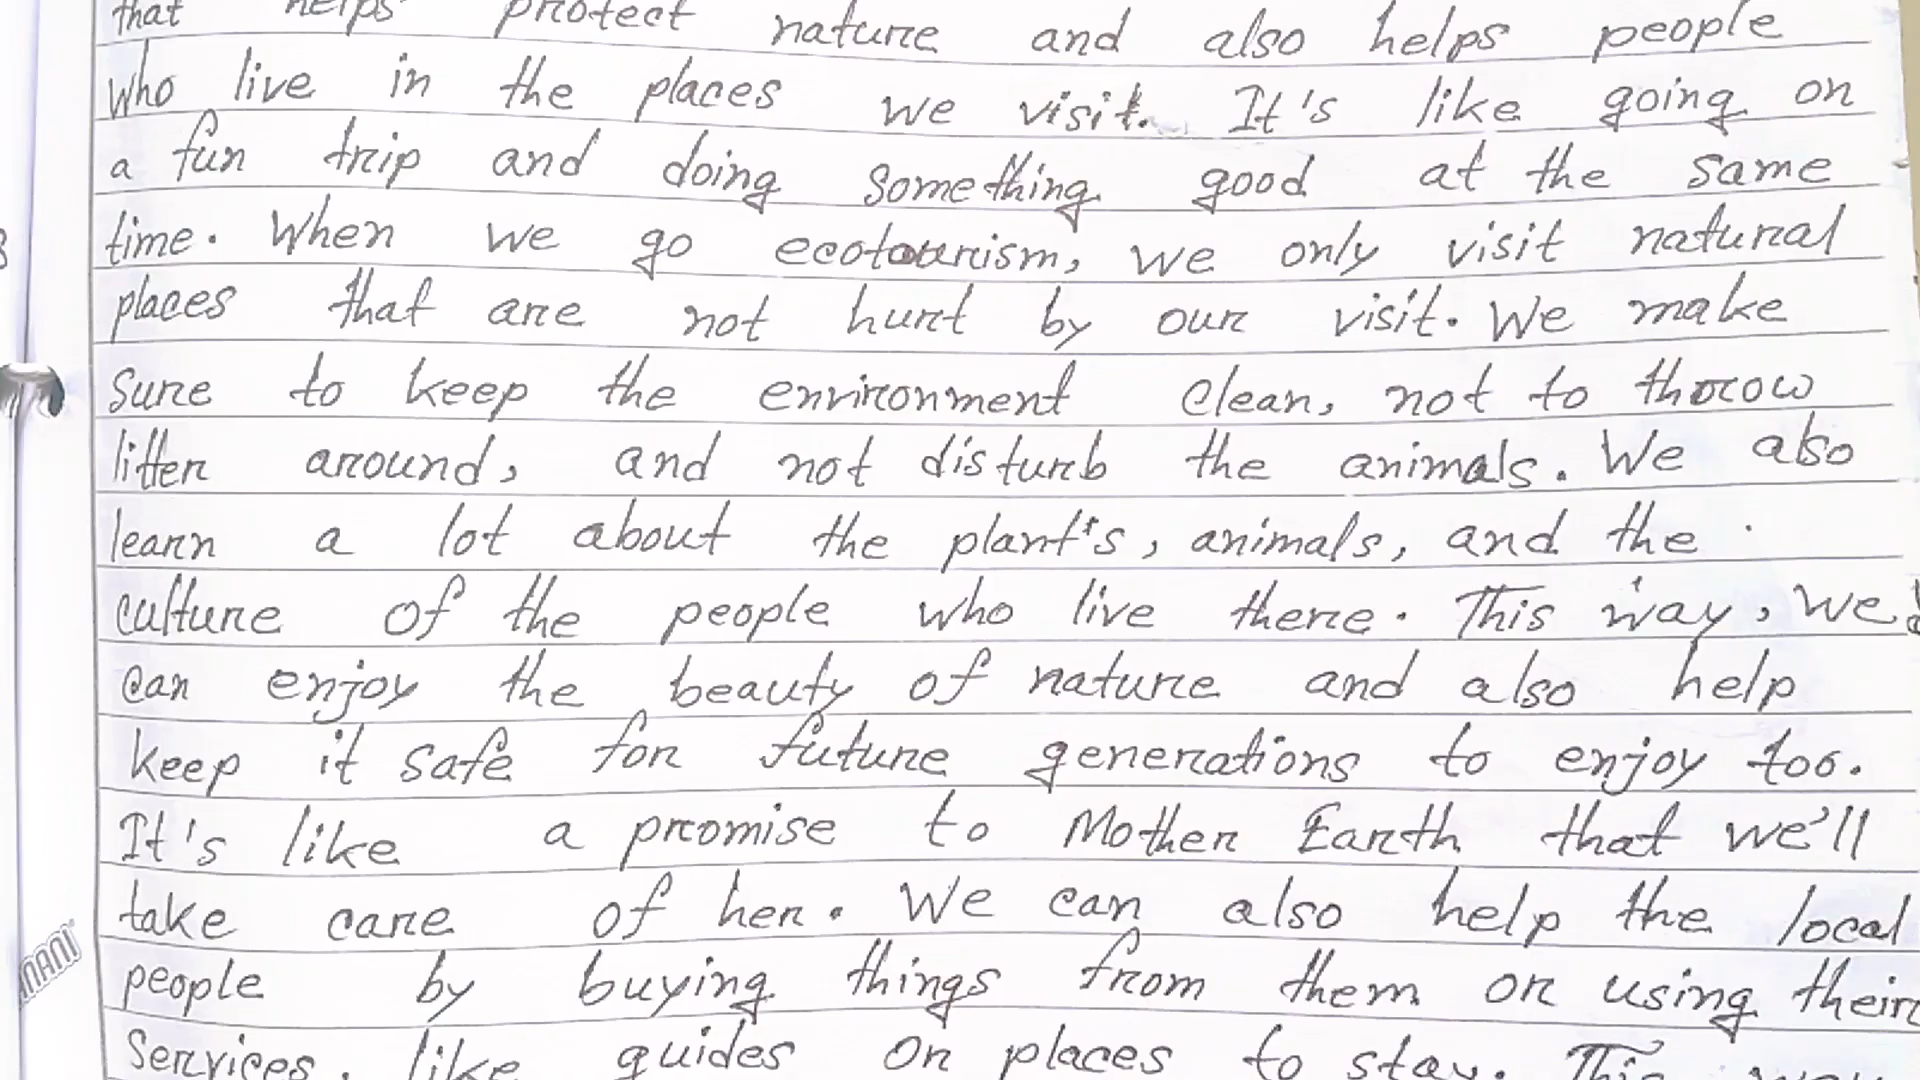 that helps protect nature and also helps people
who live in the places we visit. It's like going on
a fun trip and doing something good at the same
time. When we go ecotourism, we only visit natural
places that are not hurt by our visit. We make
sure to keep the environment clean, not to thorow
litter around, and not disturb the animals. We also
learn a lot about the plant's, animals, and the
culture of the people who live there. This way, we
can enjoy the beauty of nature and also help
keep it safe for future generations to enjoy too.
It's like a promise to Mother Earth that we'll
take care of her. We can also help the local
people by buying things from them or using their
Services, like guides or places to stay. This way
NANI